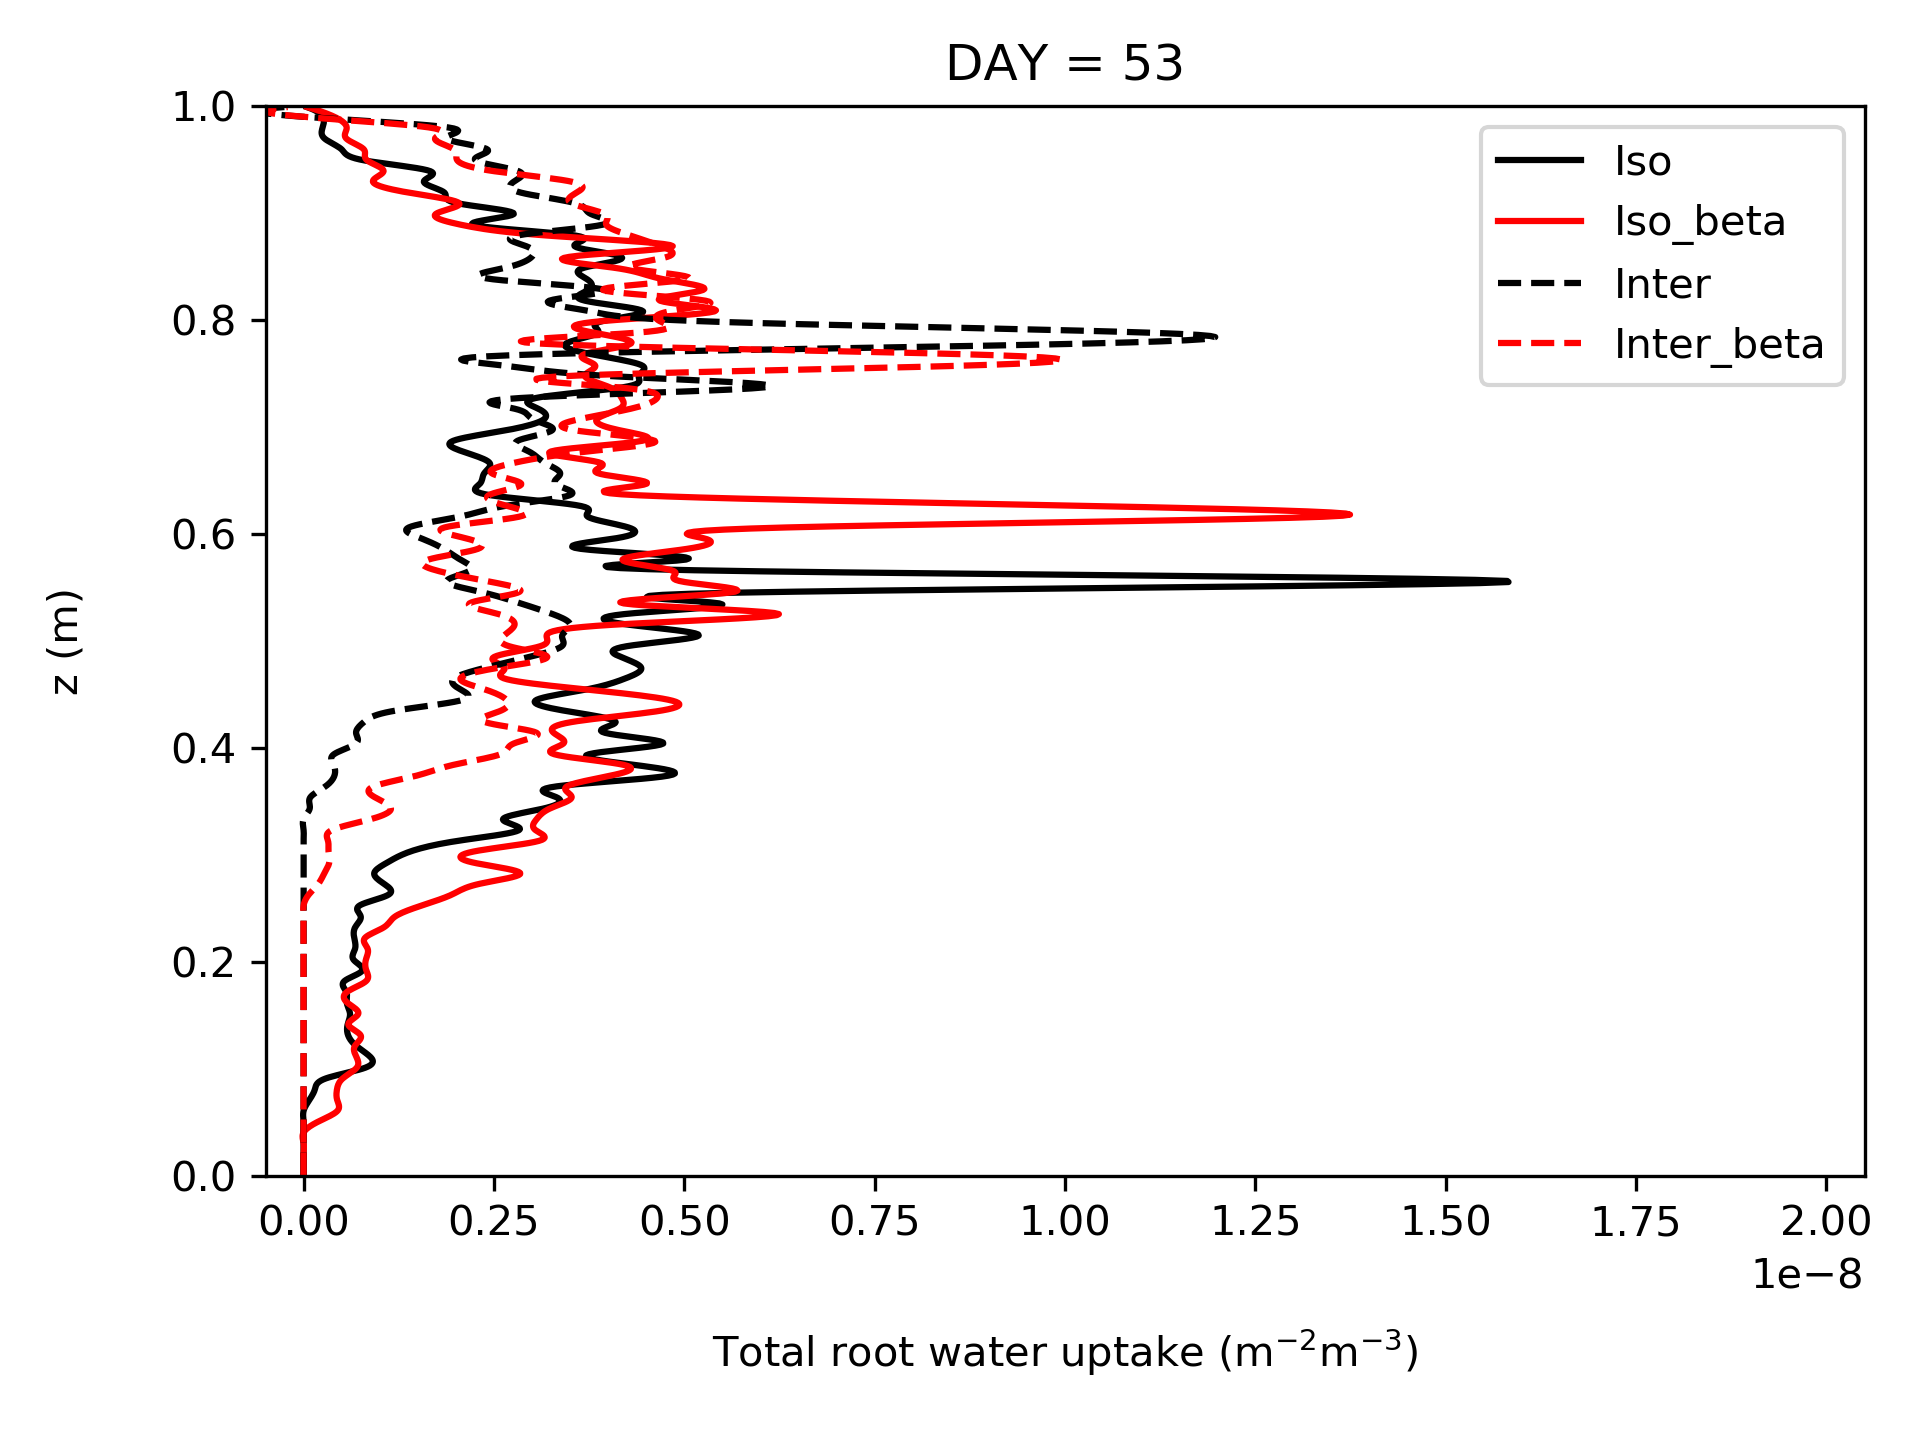 DAY = 53
1.0
0.8
0.6
0.4
0.2
0.0
z (m)
Iso
Iso_beta
Inter
Inter_beta
0.00 0.25 0.50 0.75 1.00 1.25 1.50 1.75 2.00
1e−8
Total root water uptake (m⁻²m⁻³)